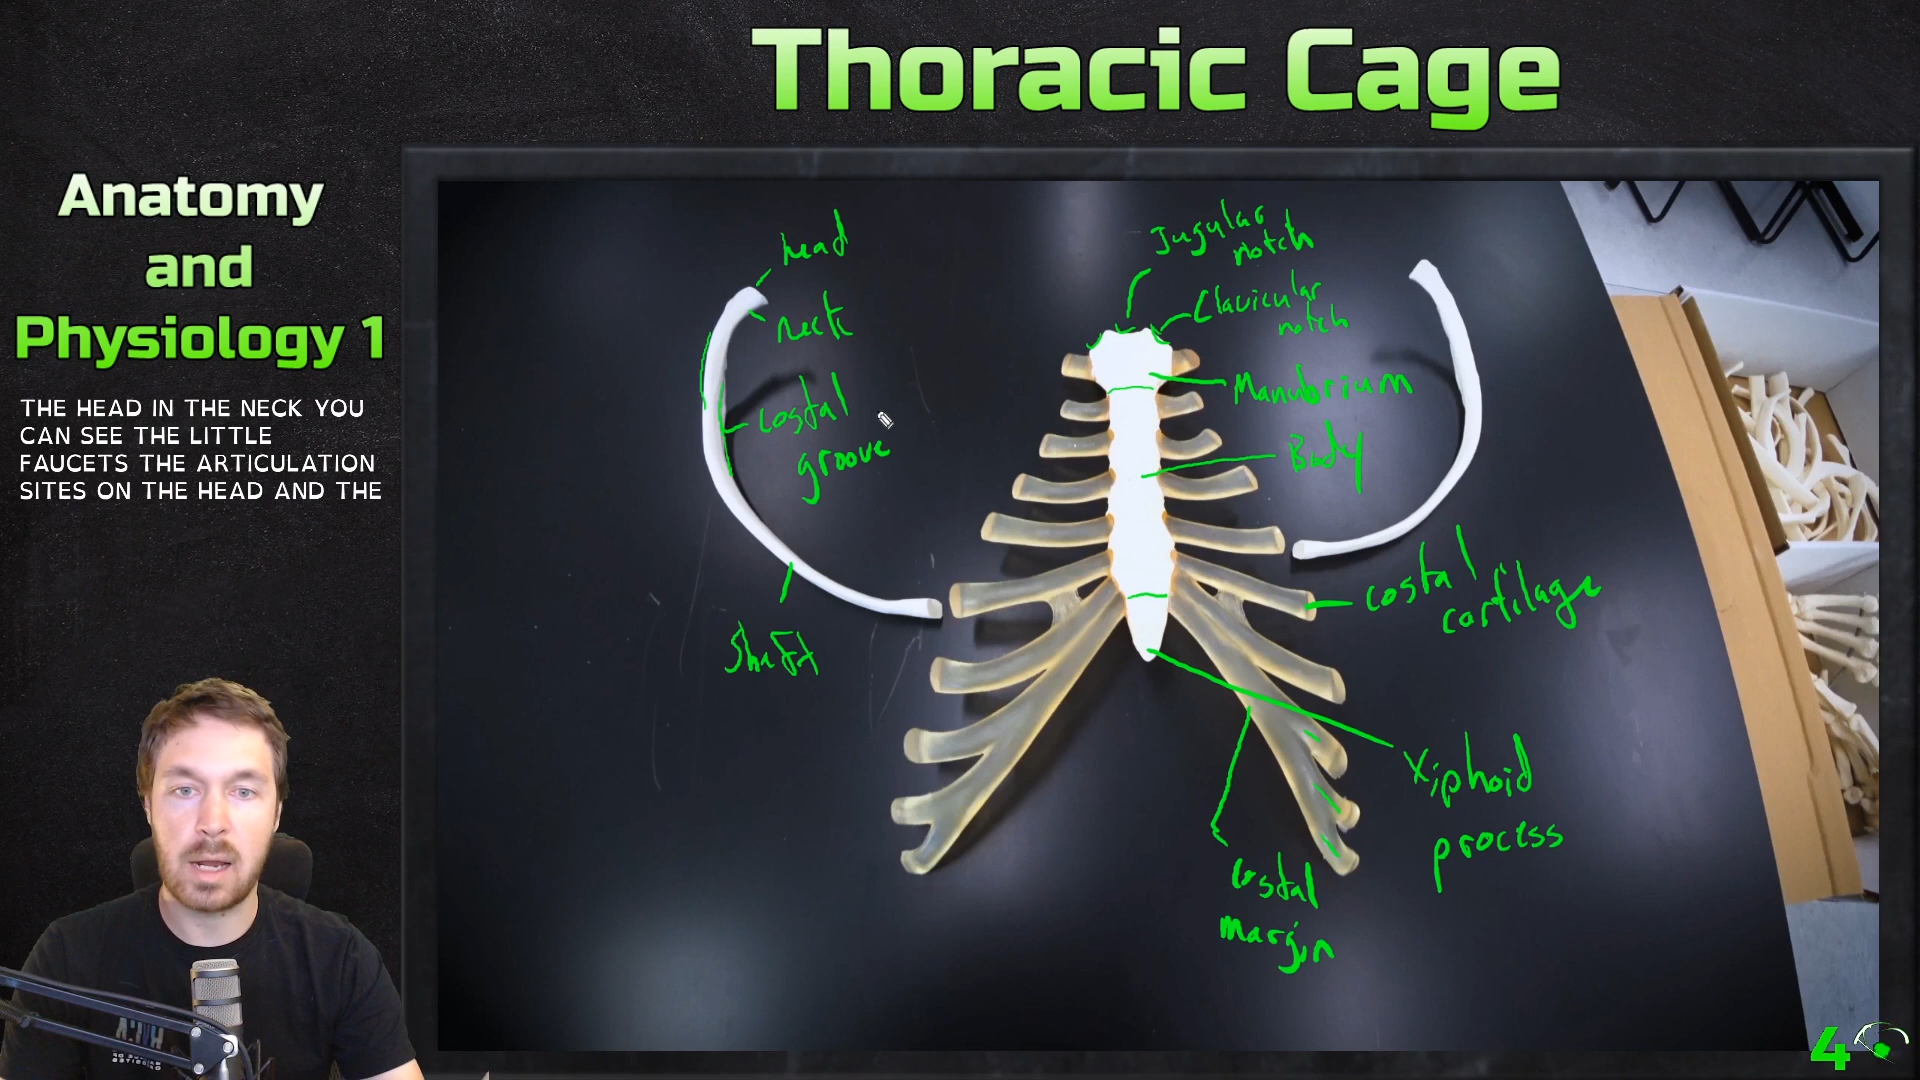 Thoracic Cage
Anatomy
and
Physiology 1
THE HEAD IN THE NECK YOU
CAN SEE THE LITTLE
FAUCETS THE ARTICULATION
SITES ON THE HEAD AND THE
head
neck
costal
groove
shaft
Jugular
notch
Clavicular
notch
Manubrium
Body
costal
cartilage
Xiphoid
process
costal
margin
4